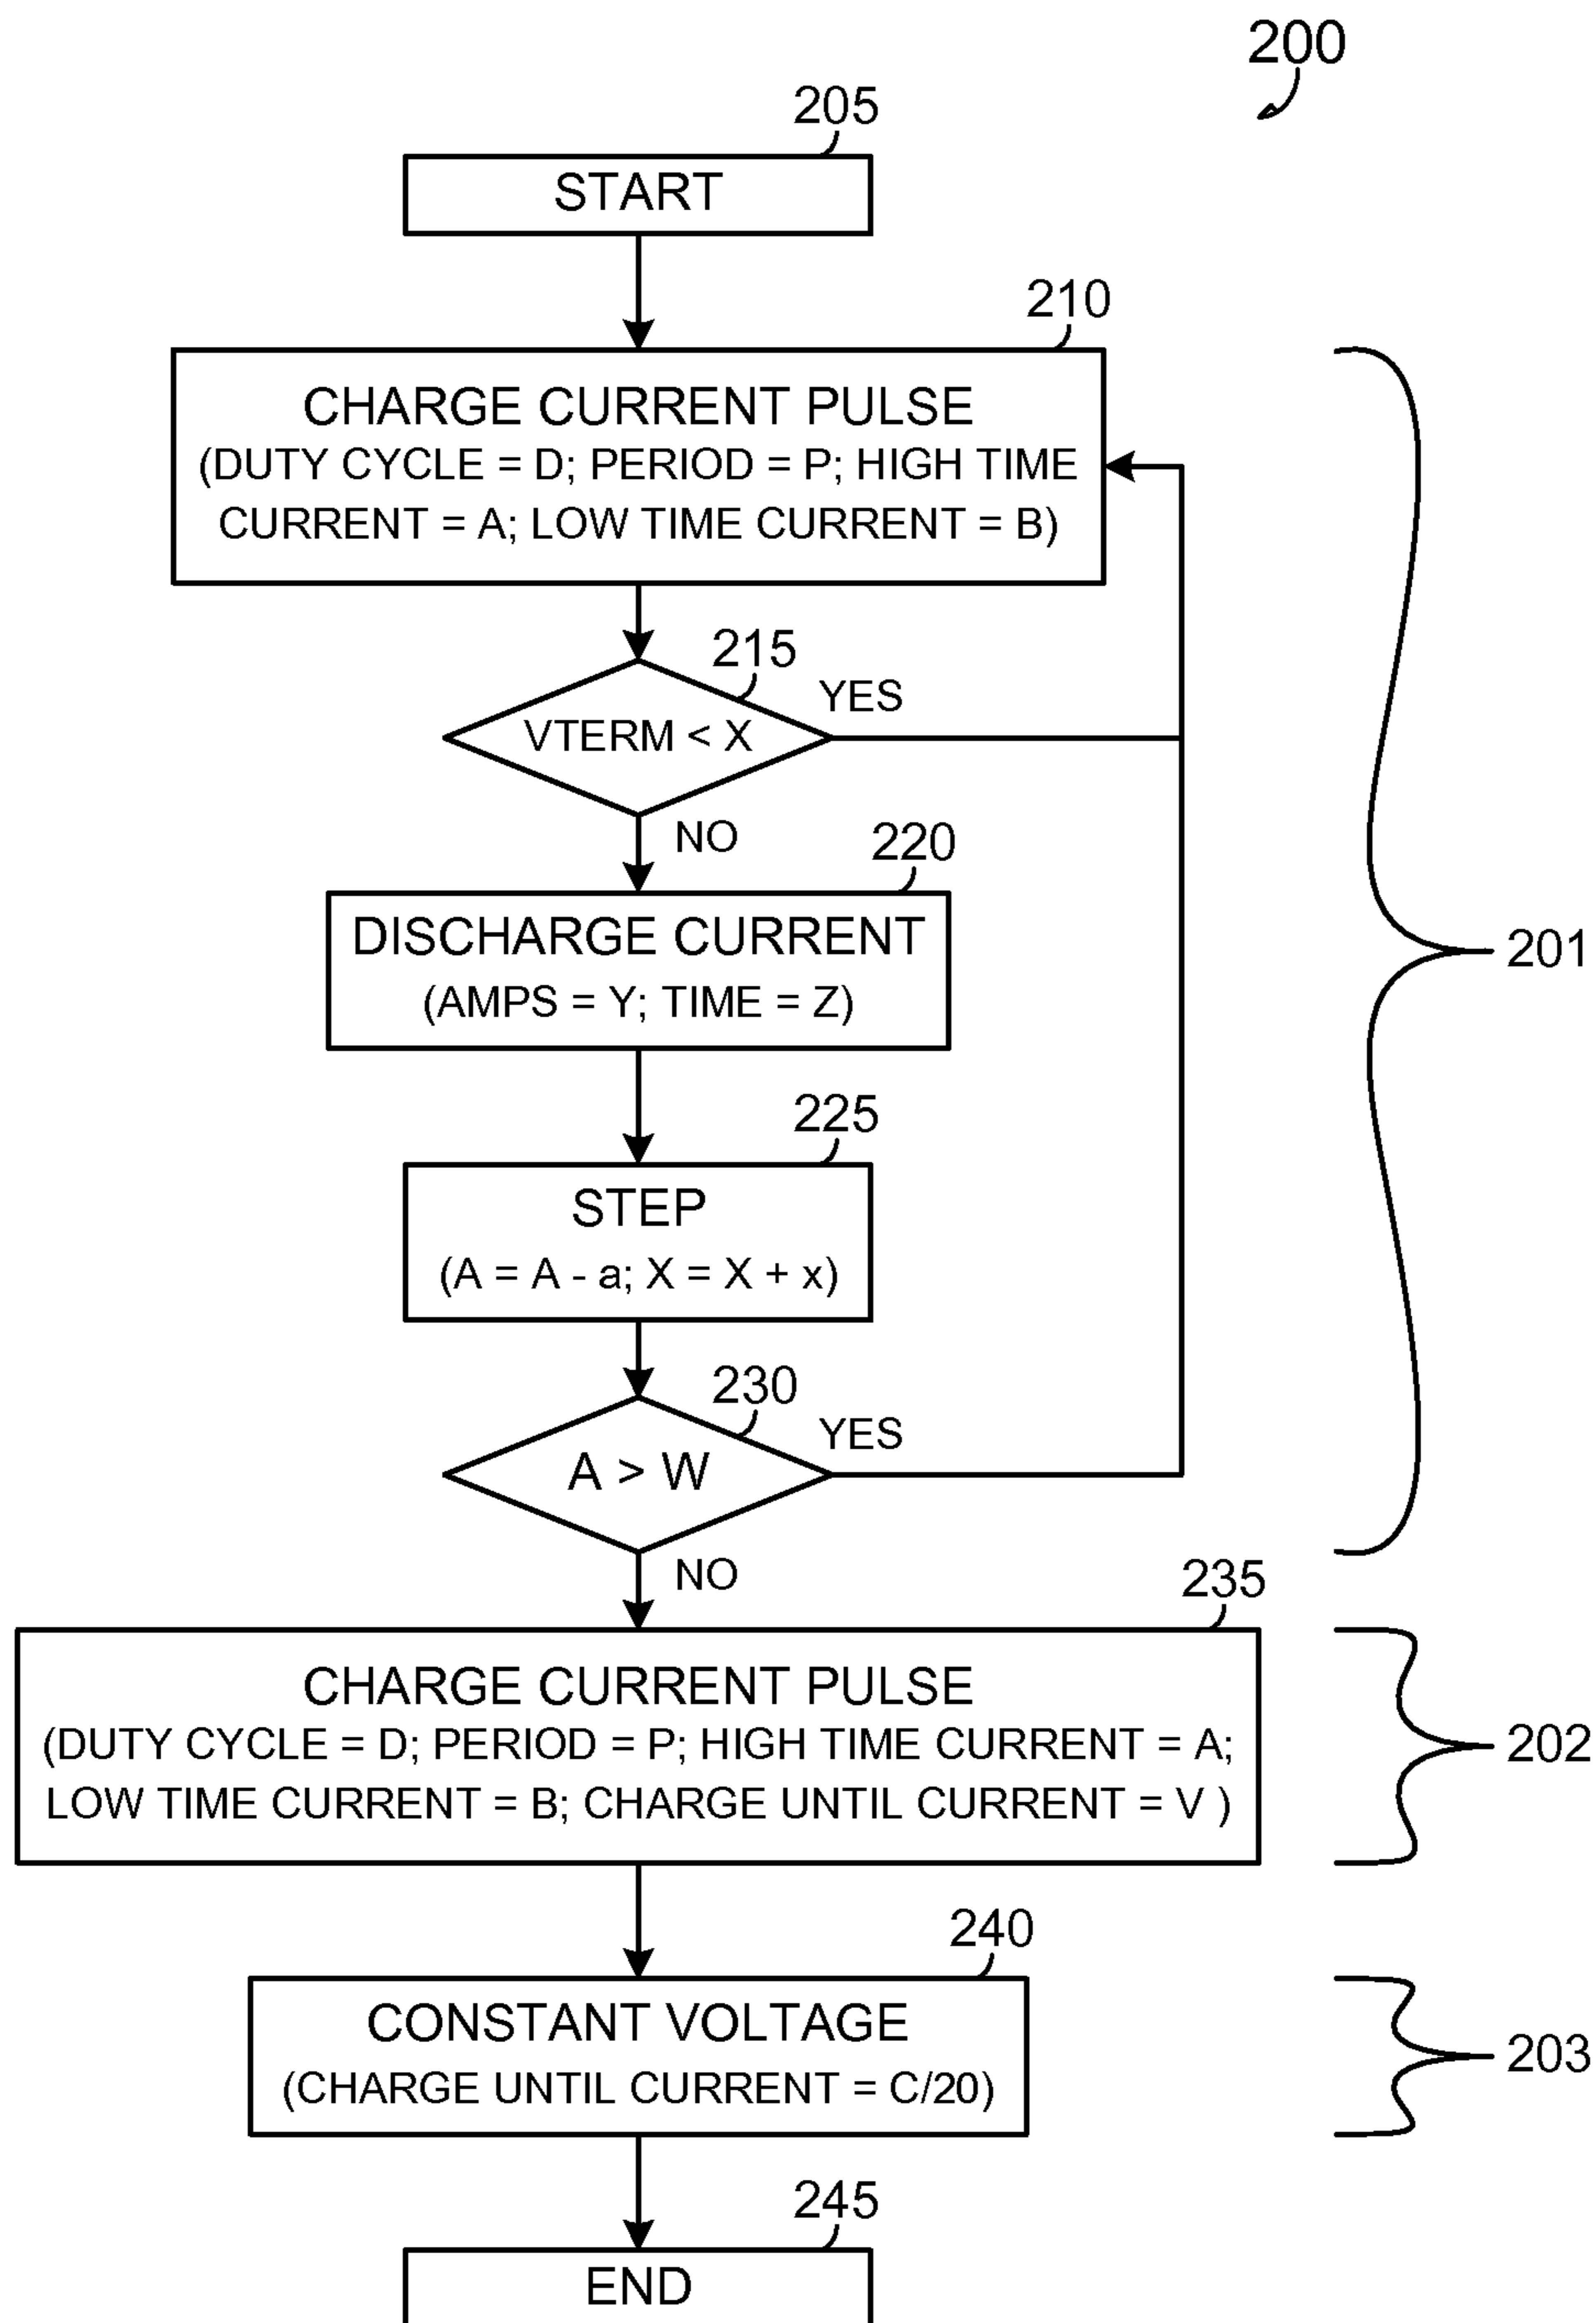 200
205
START
210
CHARGE CURRENT PULSE
(DUTY CYCLE = D; PERIOD = P; HIGH TIME
CURRENT = A; LOW TIME CURRENT = B)
215
YES
VTERM < X
NO
220
DISCHARGE CURRENT
(AMPS = Y; TIME = Z)
201
225
STEP
(A = A - a; X = X + x)
230
YES
A > W
NO
235
CHARGE CURRENT PULSE
(DUTY CYCLE = D; PERIOD = P; HIGH TIME CURRENT = A;
LOW TIME CURRENT = B; CHARGE UNTIL CURRENT = V )
202
240
CONSTANT VOLTAGE
(CHARGE UNTIL CURRENT = C/20)
203
245
END